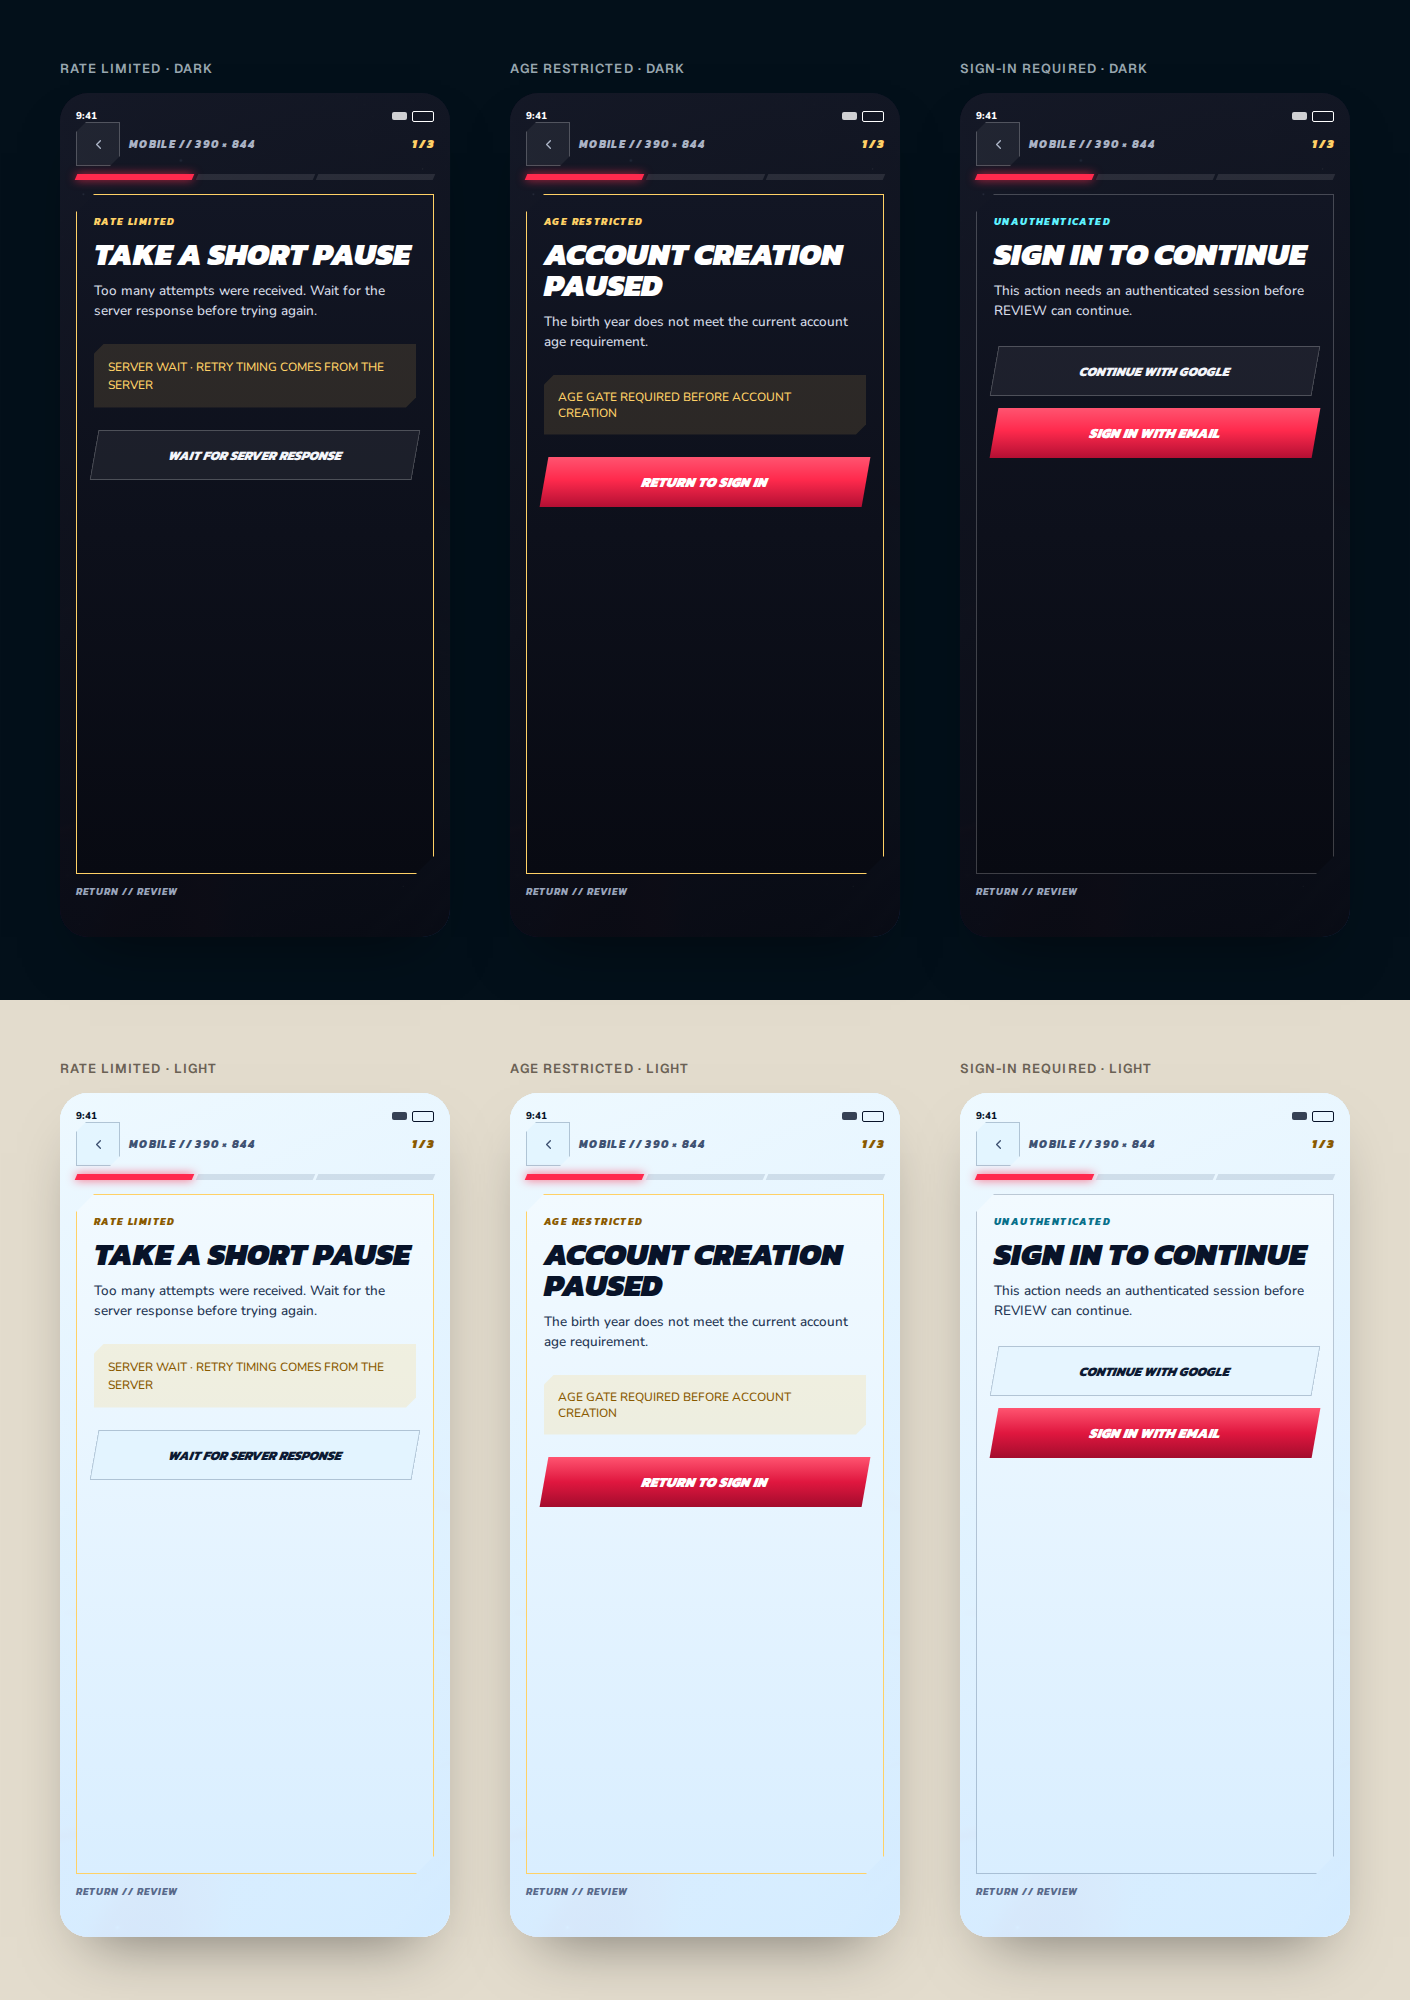 RATE LIMITED · DARK
9:41
MOBILE // 390 × 844
1/3
RATE LIMITED
TAKE A SHORT PAUSE
Too many attempts were received. Wait for the
server response before trying again.
SERVER WAIT · RETRY TIMING COMES FROM THE
SERVER
WAIT FOR SERVER RESPONSE
RETURN // REVIEW
AGE RESTRICTED · DARK
9:41
MOBILE // 390 × 844
1/3
AGE RESTRICTED
ACCOUNT CREATION
PAUSED
The birth year does not meet the current account
age requirement.
AGE GATE REQUIRED BEFORE ACCOUNT
CREATION
RETURN TO SIGN IN
RETURN // REVIEW
SIGN-IN REQUIRED · DARK
9:41
MOBILE // 390 × 844
1/3
UNAUTHENTICATED
SIGN IN TO CONTINUE
This action needs an authenticated session before
REVIEW can continue.
CONTINUE WITH GOOGLE
SIGN IN WITH EMAIL
RETURN // REVIEW
RATE LIMITED · LIGHT
9:41
MOBILE // 390 × 844
1/3
RATE LIMITED
TAKE A SHORT PAUSE
Too many attempts were received. Wait for the
server response before trying again.
SERVER WAIT · RETRY TIMING COMES FROM THE
SERVER
WAIT FOR SERVER RESPONSE
RETURN // REVIEW
AGE RESTRICTED · LIGHT
9:41
MOBILE // 390 × 844
1/3
AGE RESTRICTED
ACCOUNT CREATION
PAUSED
The birth year does not meet the current account
age requirement.
AGE GATE REQUIRED BEFORE ACCOUNT
CREATION
RETURN TO SIGN IN
RETURN // REVIEW
SIGN-IN REQUIRED · LIGHT
9:41
MOBILE // 390 × 844
1/3
UNAUTHENTICATED
SIGN IN TO CONTINUE
This action needs an authenticated session before
REVIEW can continue.
CONTINUE WITH GOOGLE
SIGN IN WITH EMAIL
RETURN // REVIEW